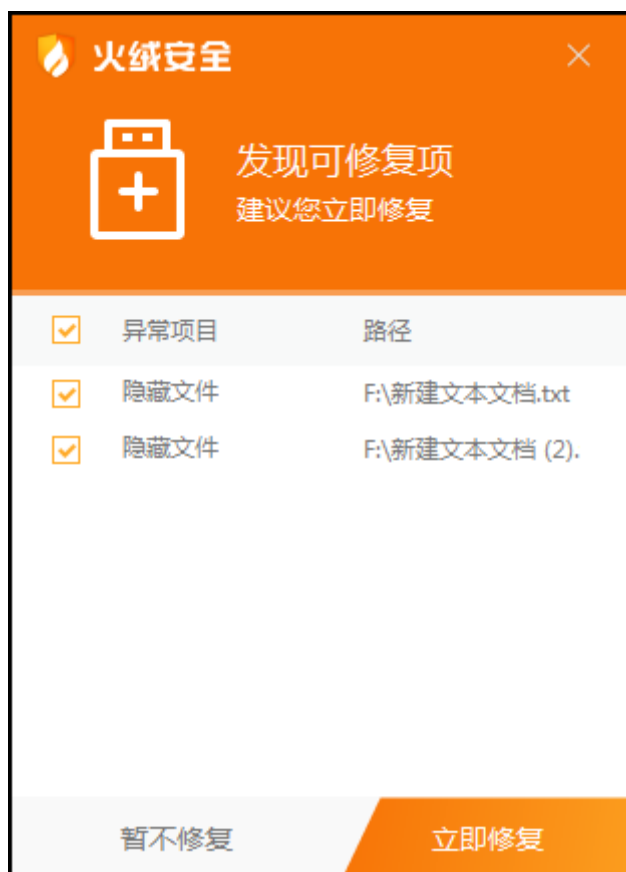 火绒安全
发现可修复项
建议您立即修复
异常项目 路径
隐藏文件 F:\新建文本文档.txt
隐藏文件 F:\新建文本文档 (2).
暂不修复 立即修复